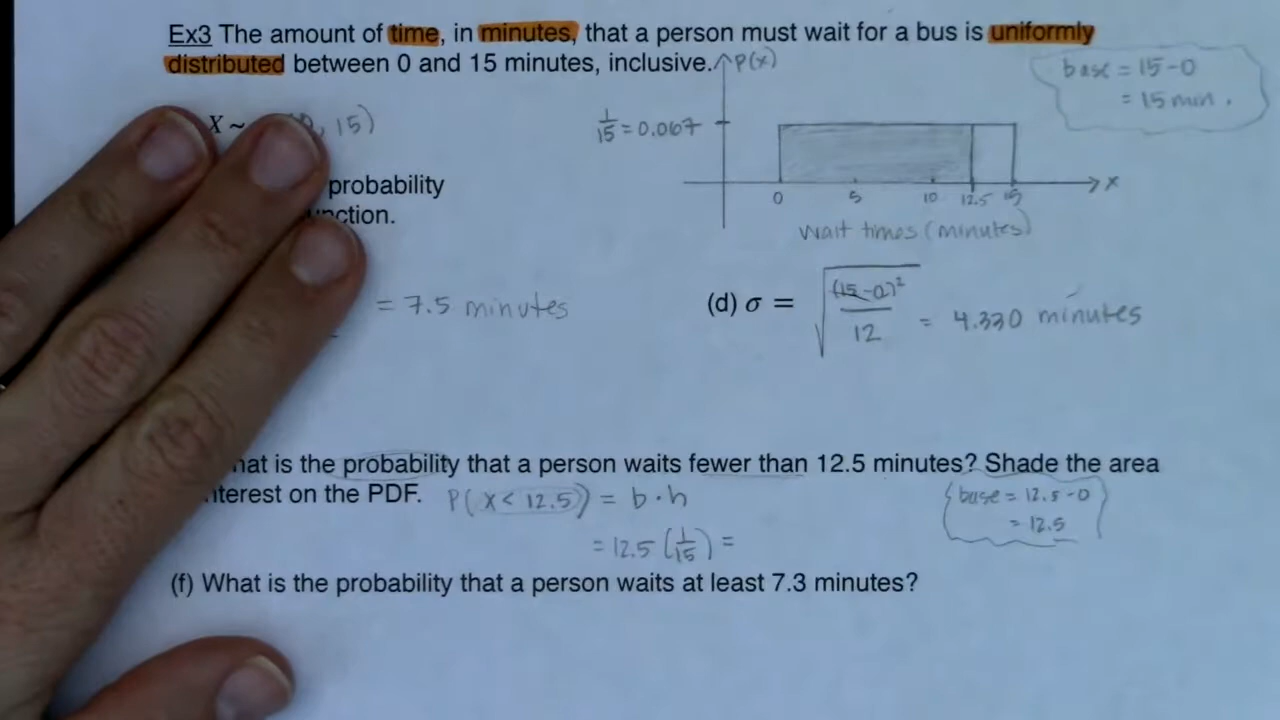 Ex3 The amount of time, in minutes, that a person must wait for a bus is uniformly
distributed between 0 and 15 minutes, inclusive.
P(x)
base = 15-0
= 15 min.
X ~ , 15)
1/15 = 0.067
probability
nction.
0 5 10 12.5 15 x
Wait times (minutes)
= 7.5 minutes
(d) σ = √((15-0)²/12) = 4.330 minutes
hat is the probability that a person waits fewer than 12.5 minutes? Shade the area
nterest on the PDF. P(X < 12.5) = b·h
base = 12.5-0
= 12.5
= 12.5 (1/15) =
(f) What is the probability that a person waits at least 7.3 minutes?